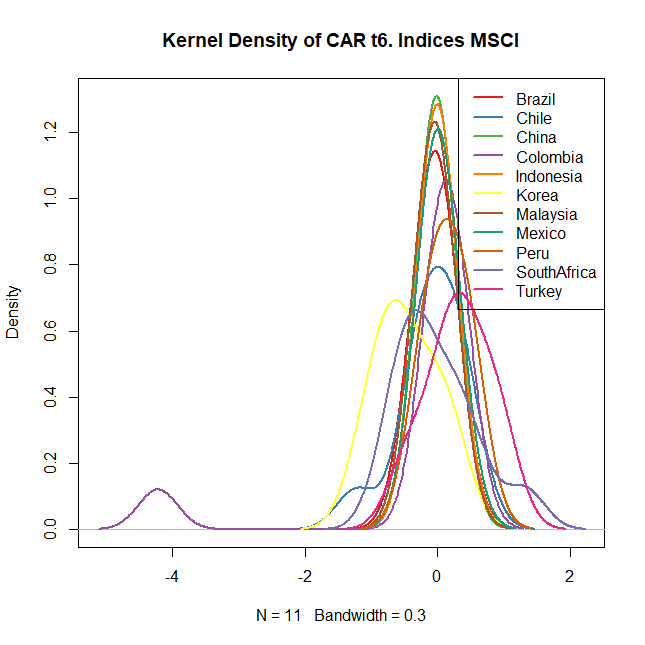 Kernel Density of CAR t6. Indices MSCI
Brazil
Chile
China
Colombia
Indonesia
Korea
Malaysia
Mexico
Peru
SouthAfrica
Turkey
Density
0.0
0.2
0.4
0.6
0.8
1.0
1.2
-4
-2
0
2
N = 11 Bandwidth = 0.3